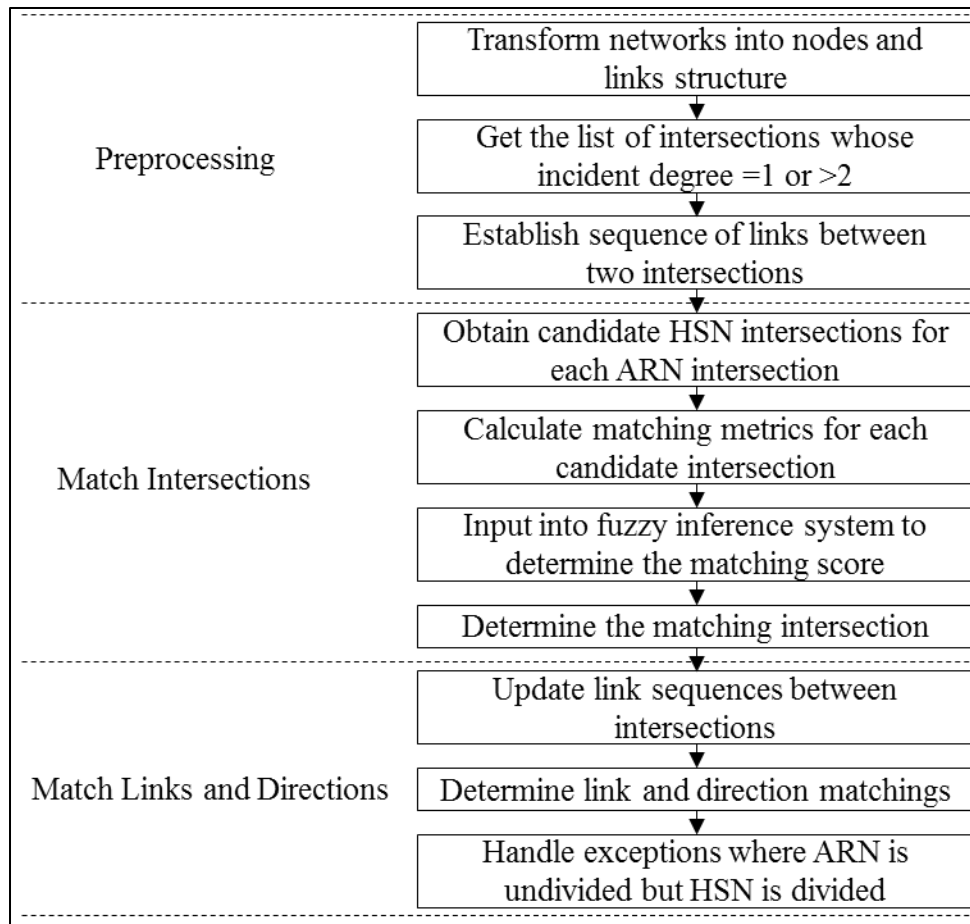 Transform networks into nodes and
links structure
Preprocessing
Get the list of intersections whose
incident degree =1 or >2
Establish sequence of links between
two intersections
Obtain candidate HSN intersections for
each ARN intersection
Match Intersections
Calculate matching metrics for each
candidate intersection
Input into fuzzy inference system to
determine the matching score
Determine the matching intersection
Update link sequences between
intersections
Match Links and Directions
Determine link and direction matchings
Handle exceptions where ARN is
undivided but HSN is divided